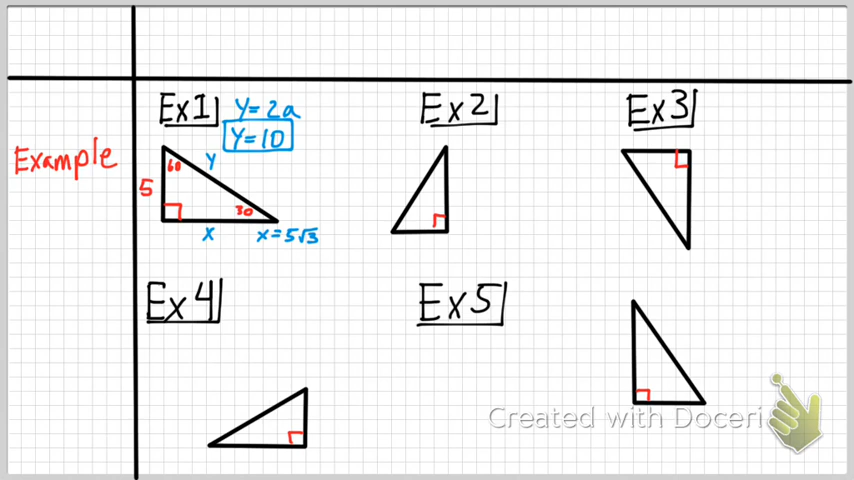 Ex1
Y=2a
Y=10
Ex2
Ex3
Example
60
Y
5
30
X
X=5√3
Ex4
Ex5
Created with Doceri